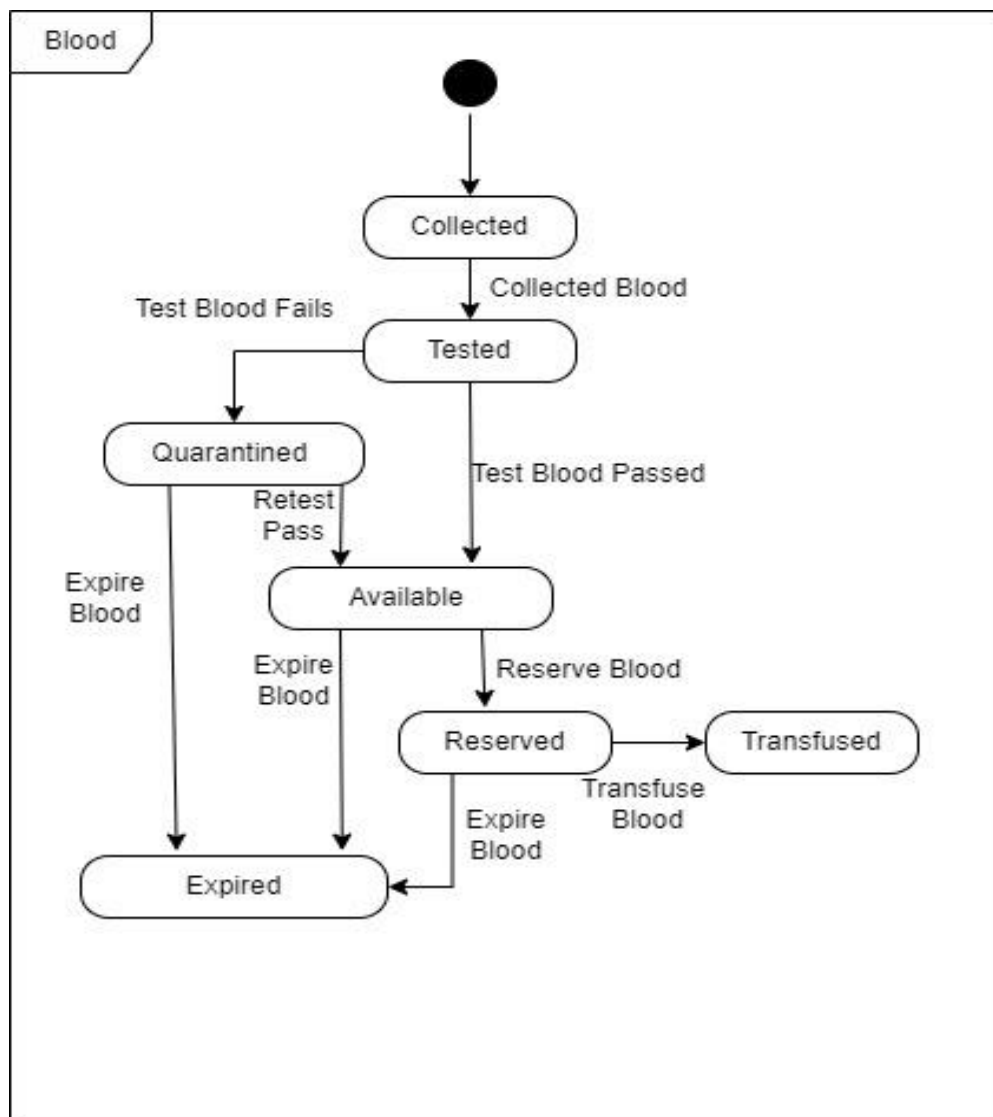 Blood
Collected
Collected Blood
Test Blood Fails
Tested
Quarantined
Test Blood Passed
Retest
Pass
Expire
Blood
Available
Expire
Blood
Reserve Blood
Reserved
Transfused
Transfuse
Blood
Expire
Blood
Expired